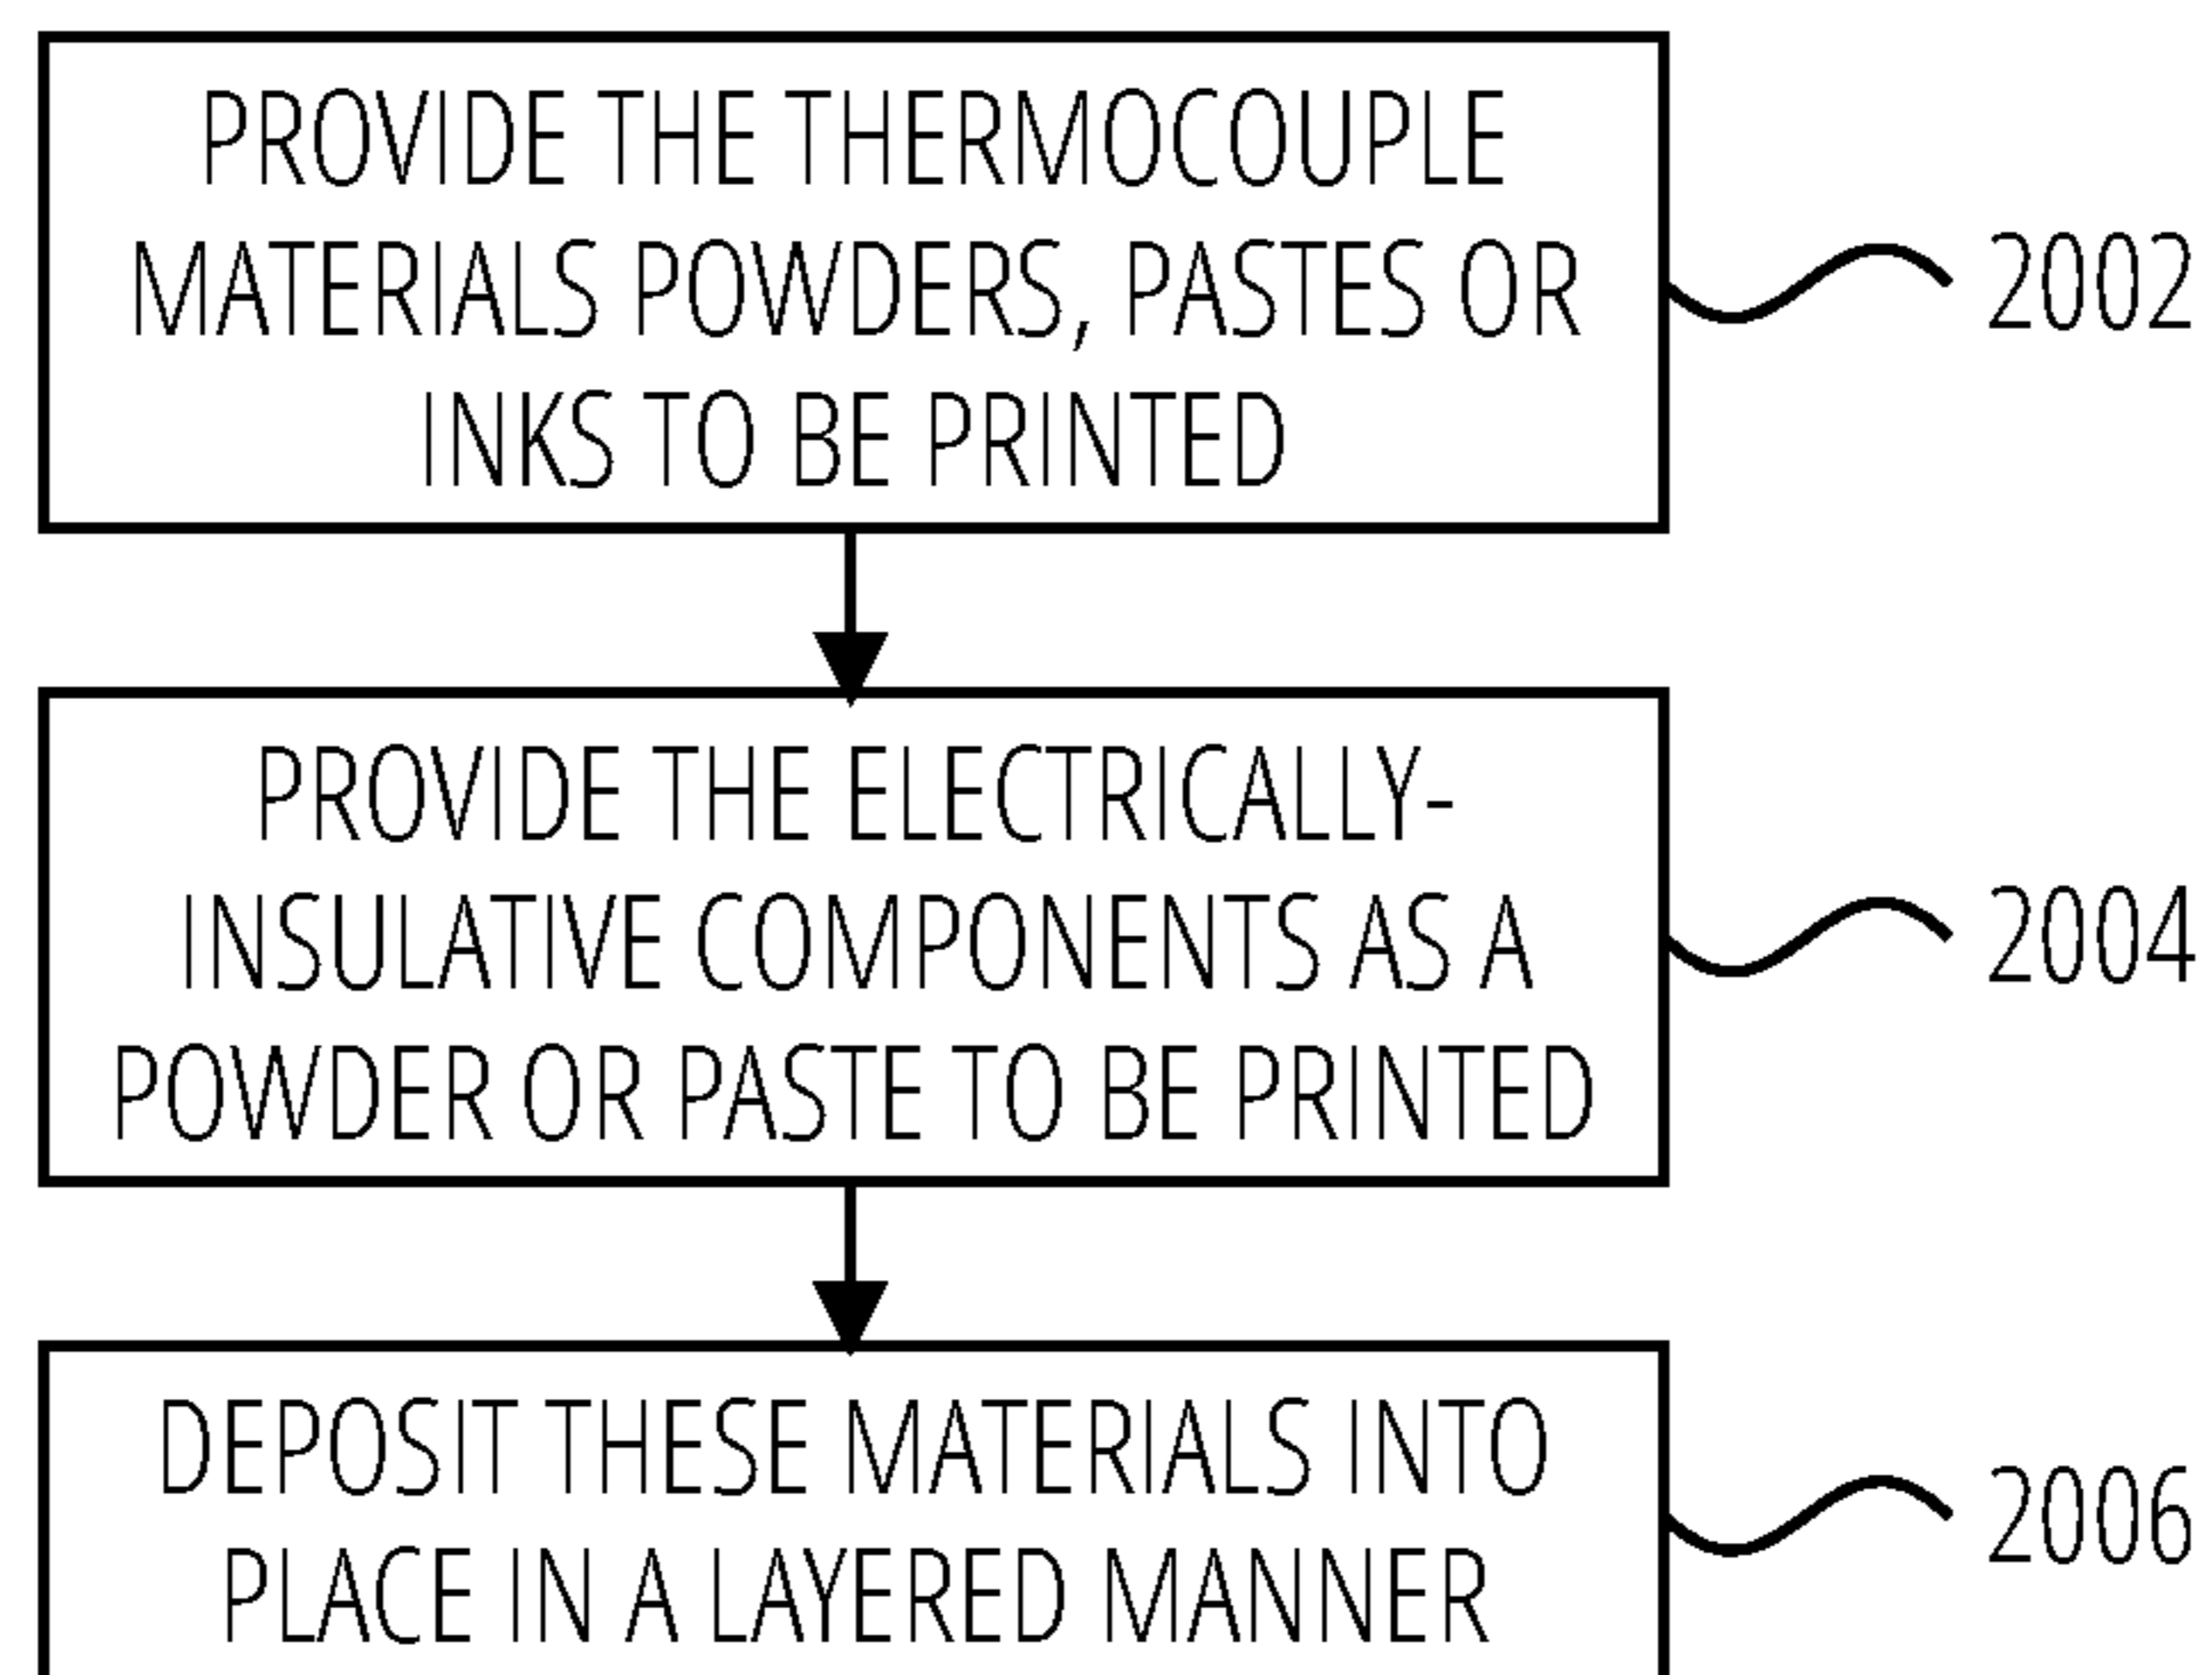 PROVIDE THE THERMOCOUPLE
MATERIALS POWDERS, PASTES OR
INKS TO BE PRINTED
2002
PROVIDE THE ELECTRICALLY-
INSULATIVE COMPONENTS AS A
POWDER OR PASTE TO BE PRINTED
2004
DEPOSIT THESE MATERIALS INTO
PLACE IN A LAYERED MANNER
2006